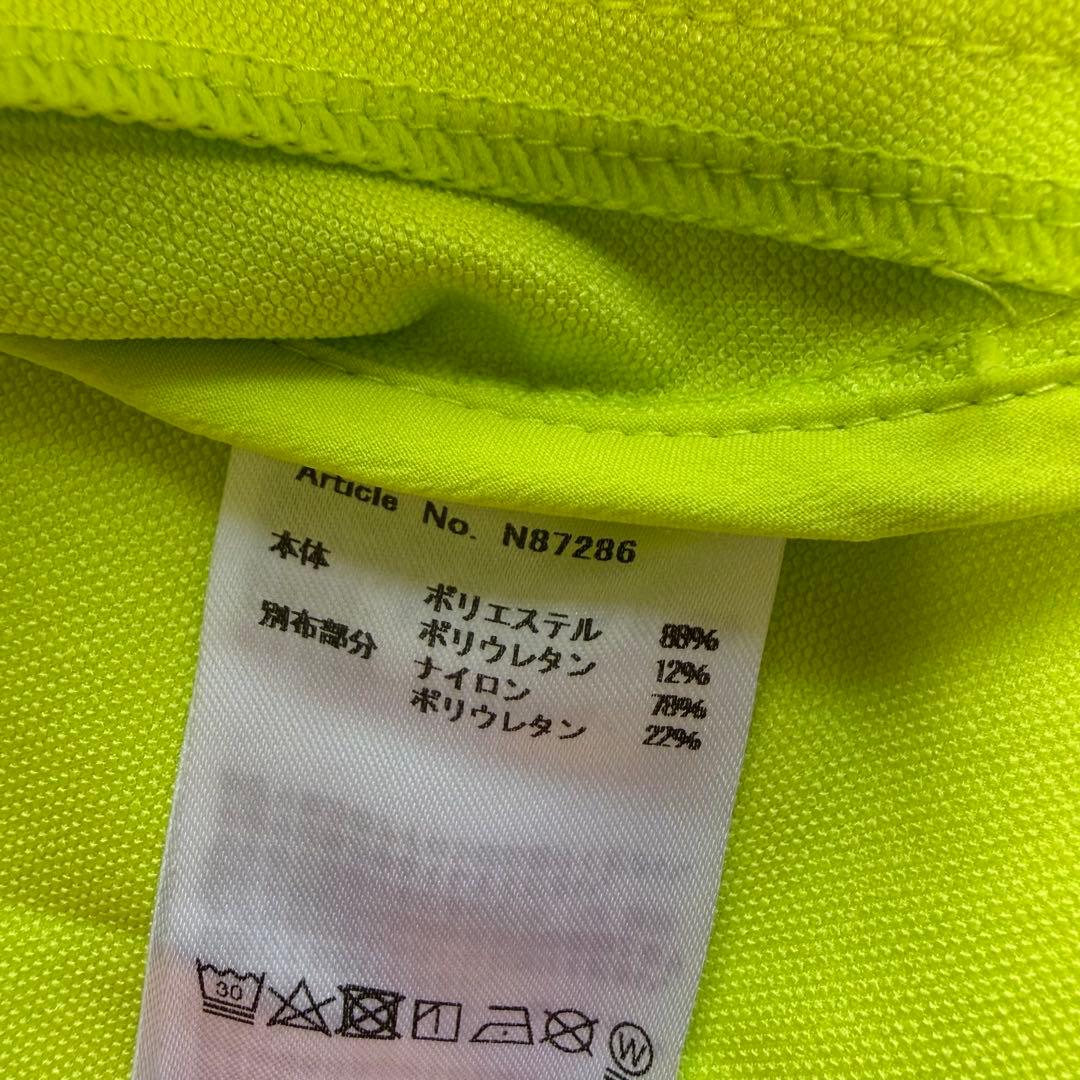 Article No. N87286
本体
ポリエステル 88%
別布部分 ポリウレタン 12%
ナイロン 78%
ポリウレタン 22%
30
W